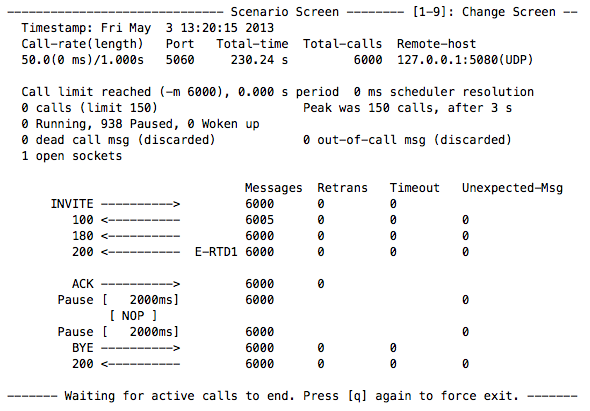 ------------------------------ Scenario Screen -------- [1-9]: Change Screen --
Timestamp: Fri May  3 13:20:15 2013
Call-rate(length)   Port   Total-time  Total-calls  Remote-host
50.0(0 ms)/1.000s   5060     230.24 s         6000  127.0.0.1:5080(UDP)
Call limit reached (-m 6000), 0.000 s period  0 ms scheduler resolution
0 calls (limit 150)                    Peak was 150 calls, after 3 s
0 Running, 938 Paused, 0 Woken up
0 dead call msg (discarded)            0 out-of-call msg (discarded)
1 open sockets
Messages  Retrans   Timeout   Unexpected-Msg
INVITE ---------->         6000      0         0
100 <----------         6005      0         0         0
180 <----------         6000      0         0         0
200 <----------  E-RTD1 6000      0         0         0
ACK ---------->         6000      0
Pause [   2000ms]         6000                          0
[ NOP ]
Pause [   2000ms]         6000                          0
BYE ---------->         6000      0         0
200 <----------         6000      0         0         0
------- Waiting for active calls to end. Press [q] again to force exit. -------